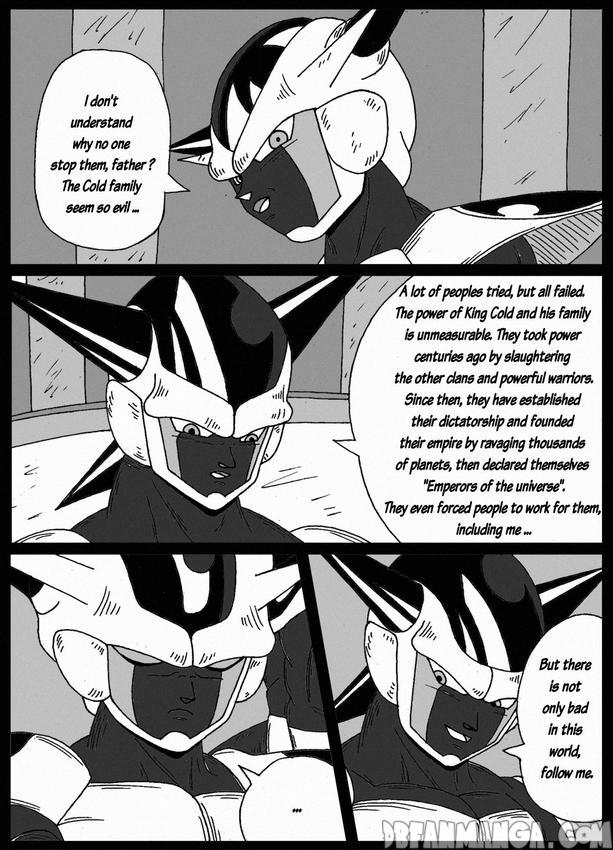 I don't
understand
why no one
stop them, father ?
The Cold family
seem so evil ...
A lot of peoples tried, but all failed.
The power of King Cold and his family
is unmeasurable. They took power
centuries ago by slaughtering
the other clans and powerful warriors.
Since then, they have established
their dictatorship and founded
their empire by ravaging thousands
of planets, then declared themselves
"Emperors of the universe".
They even forced people to work for them,
including me ...
...
But there
is not
only bad
in this
world,
follow me.
DBFANMANGA.COM